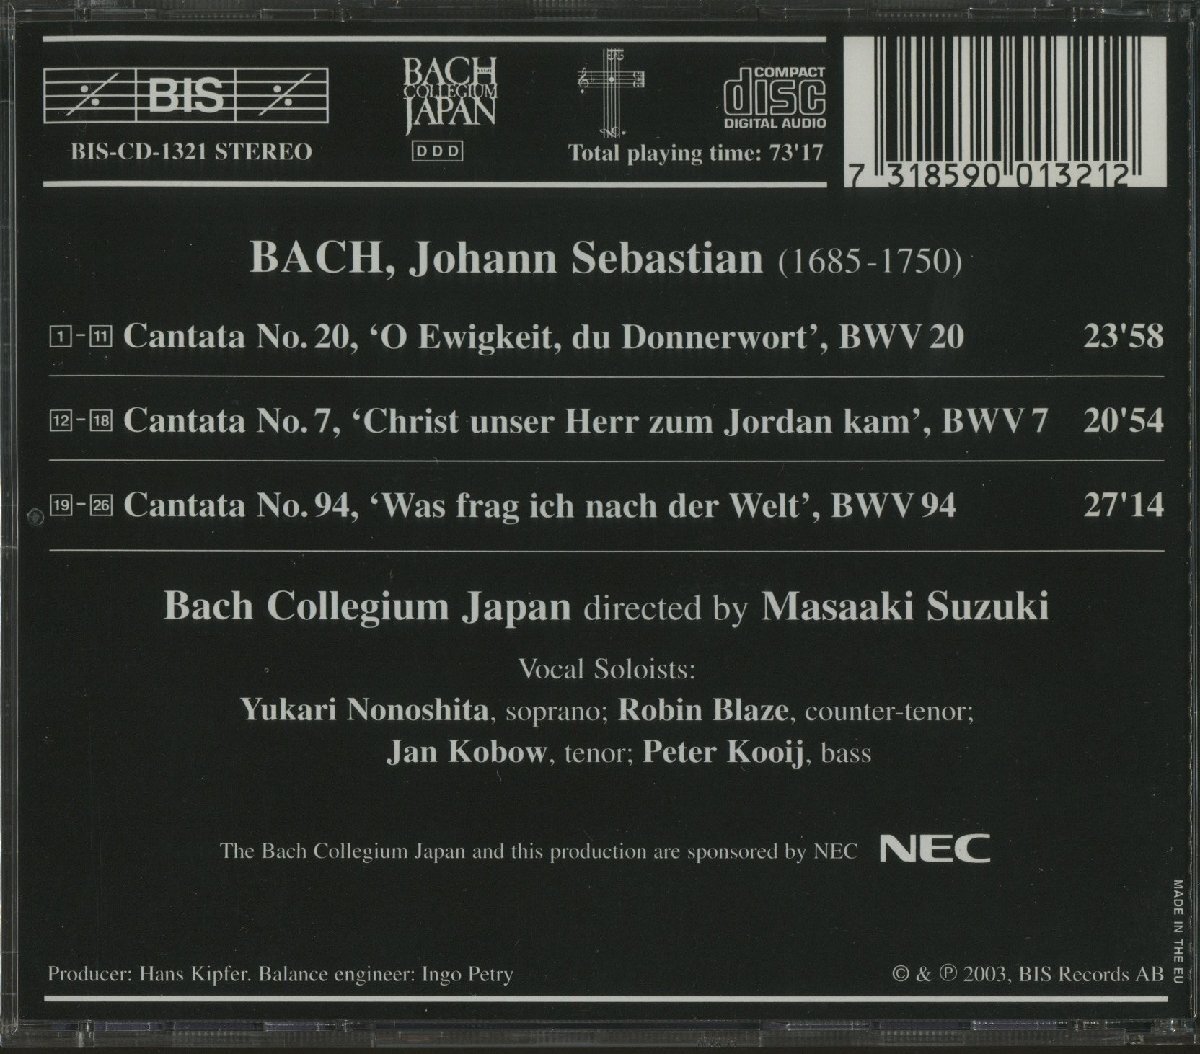 BIS
BIS-CD-1321 STEREO
BACH
COLLEGIUM
JAPAN
DDD
Total playing time: 73'17
COMPACT
disc
DIGITAL AUDIO
7 318590 013212
BACH, Johann Sebastian (1685-1750)
1-11 Cantata No. 20, ‘O Ewigkeit, du Donnerwort’, BWV 20 23'58
12-18 Cantata No. 7, ‘Christ unser Herr zum Jordan kam’, BWV 7 20'54
19-26 Cantata No. 94, ‘Was frag ich nach der Welt’, BWV 94 27'14
Bach Collegium Japan directed by Masaaki Suzuki
Vocal Soloists:
Yukari Nonoshita, soprano; Robin Blaze, counter-tenor;
Jan Kobow, tenor; Peter Kooij, bass
The Bach Collegium Japan and this production are sponsored by NEC NEC
MADE IN THE EU
Producer: Hans Kipfer. Balance engineer: Ingo Petry
© & ℗ 2003, BIS Records AB